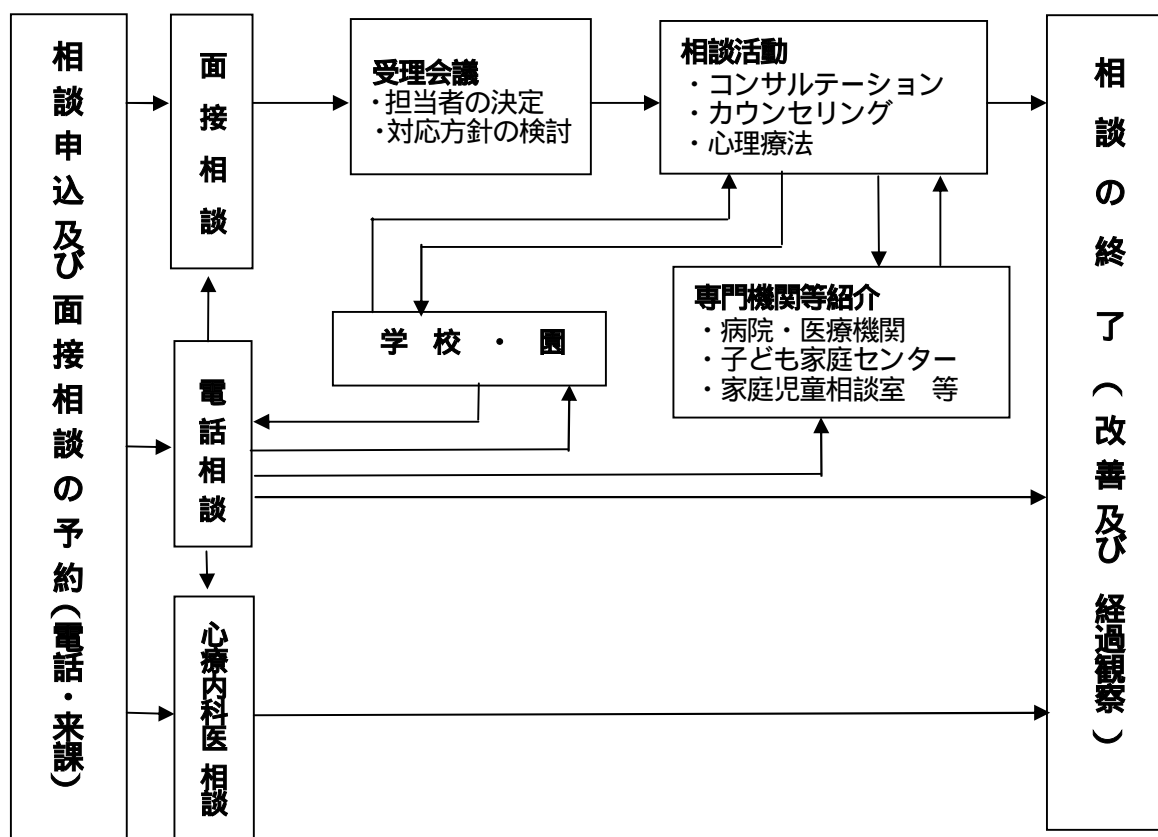 相談申込及び面接相談の予約(電話・来課)
面接相談
受理会議
・担当者の決定
・対応方針の検討
相談活動
・コンサルテーション
・カウンセリング
・心理療法
学校・園
専門機関等紹介
・病院・医療機関
・子ども家庭センター
・家庭児童相談室　等
電話相談
心療内科医相談
相談の終了(改善及び経過観察)